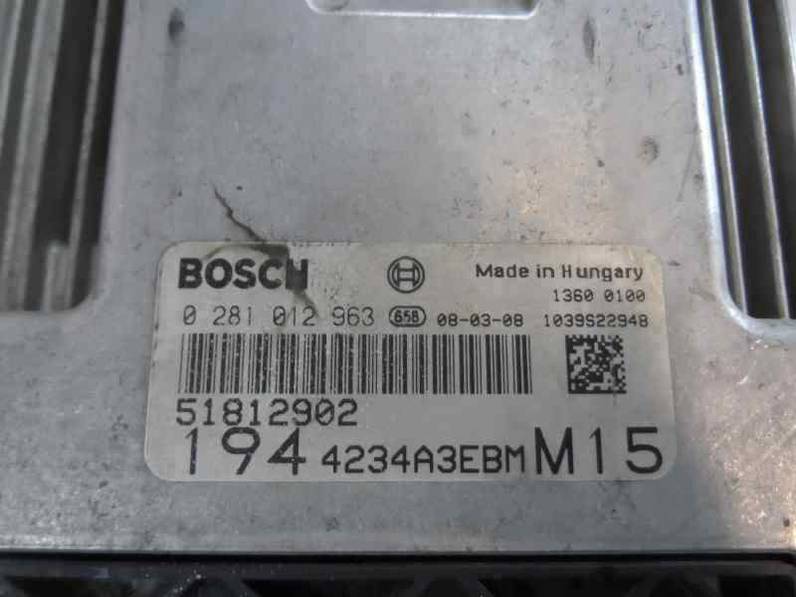 BOSCH Made in Hungary
1360 0100
0 281 012 963 658 08-03-08 1039S22948
51812902
194 4234A3EBM M15